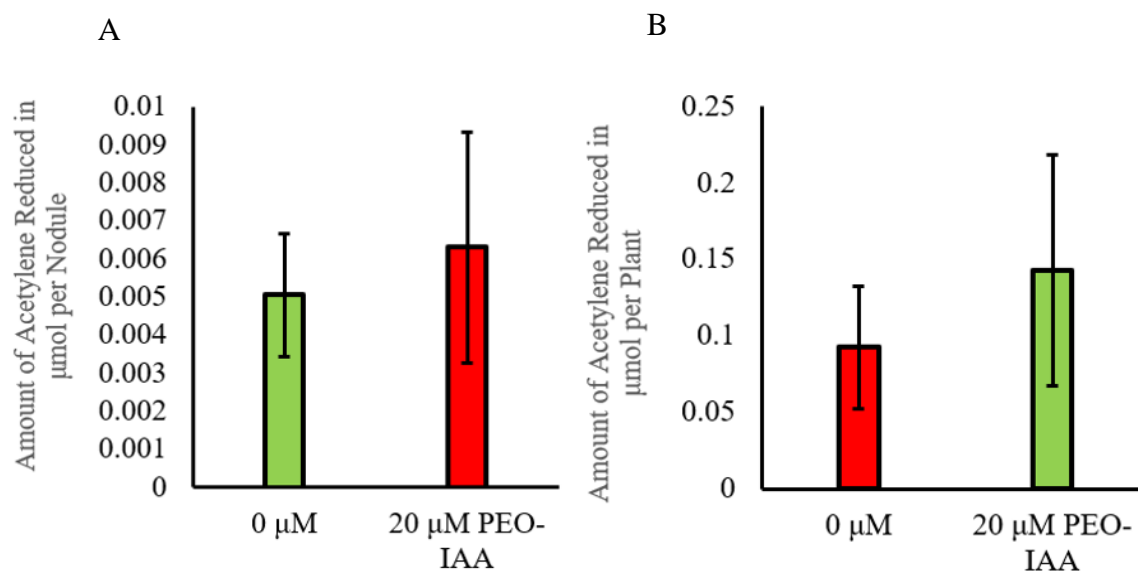 A
Amount of Acetylene Reduced in
μmol per Nodule
0.01
0.009
0.008
0.007
0.006
0.005
0.004
0.003
0.002
0.001
0
0 μM
20 μM PEO-
IAA
B
Amount of Acetylene Reduced in
μmol per Plant
0.25
0.2
0.15
0.1
0.05
0
0 μM
20 μM PEO-
IAA